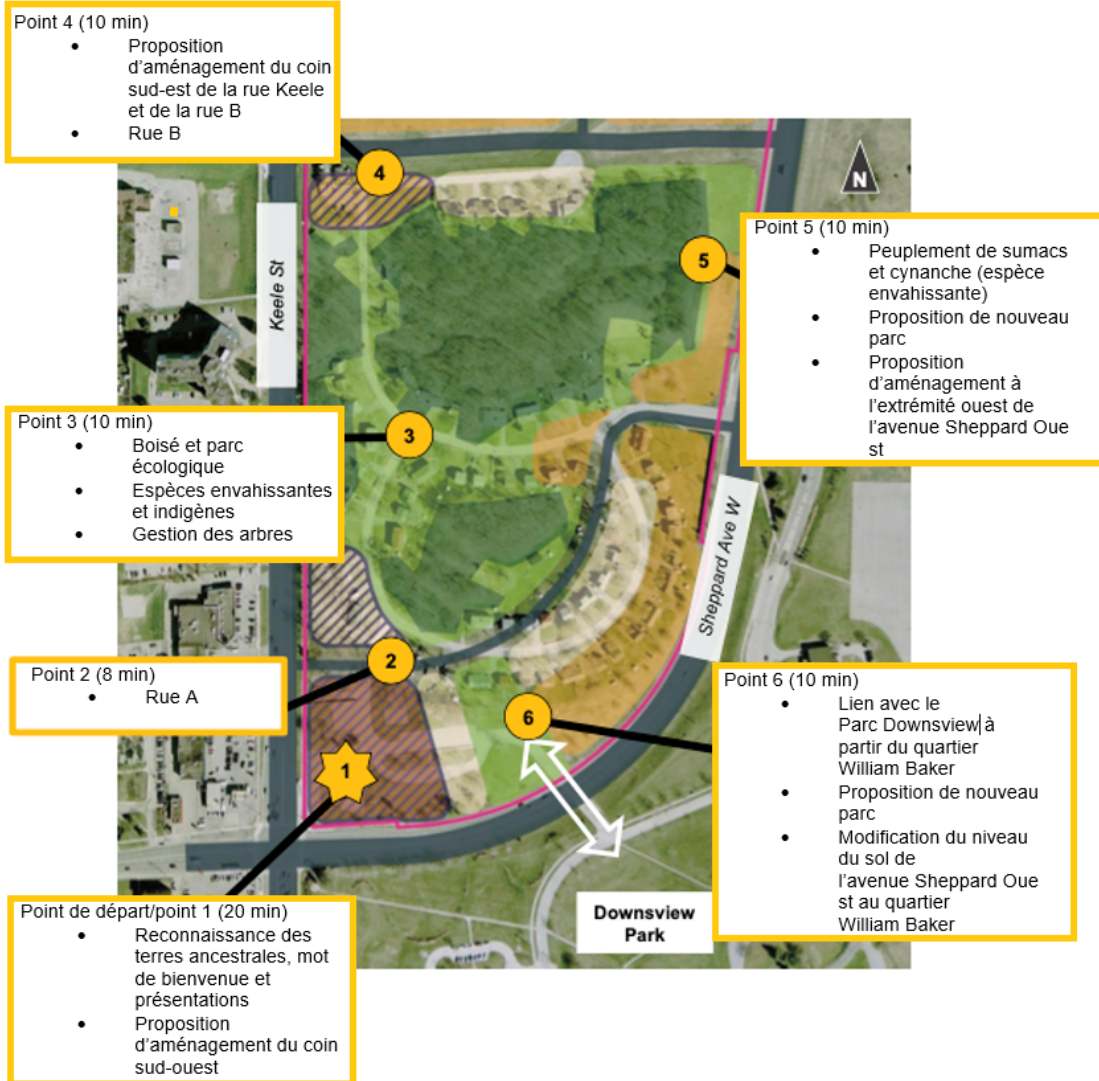 Point 4 (10 min)
• Proposition
d'aménagement du coin
sud-est de la rue Keele
et de la rue B
• Rue B
4
N
Point 5 (10 min)
• Peuplement de sumacs
et cynanche (espèce
envahissante)
• Proposition de nouveau
parc
• Proposition
d'aménagement à
l'extrémité ouest de
l'avenue Sheppard Oue
st
5
Keele St
Point 3 (10 min)
• Boisé et parc
écologique
• Espèces envahissantes
et indigènes
• Gestion des arbres
3
Sheppard Ave W
Point 2 (8 min)
• Rue A
2
Point 6 (10 min)
• Lien avec le
Parc Downsview à
partir du quartier
William Baker
• Proposition de nouveau
parc
• Modification du niveau
du sol de
l'avenue Sheppard Oue
st au quartier
William Baker
6
1
Point de départ/point 1 (20 min)
• Reconnaissance des
terres ancestrales, mot
de bienvenue et
présentations
• Proposition
d'aménagement du coin
sud-ouest
Downsview
Park